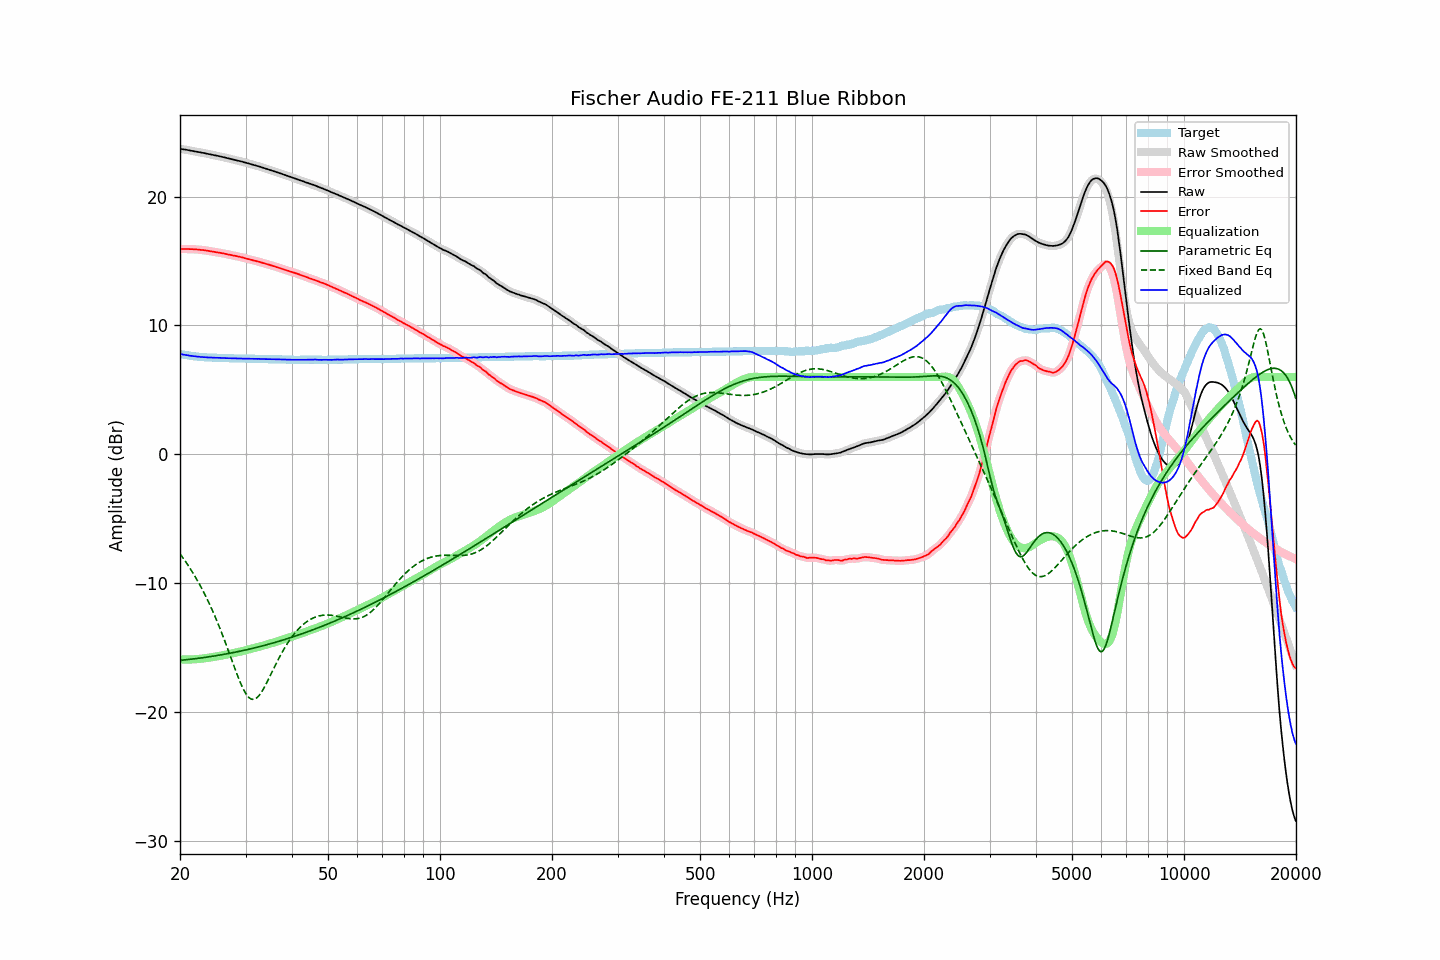 Fischer Audio FE-211 Blue Ribbon
Target
Raw Smoothed
Error Smoothed
Raw
Error
Equalization
Parametric Eq
Fixed Band Eq
Equalized
Amplitude (dBr)
20
10
0
−10
−20
−30
20 50 100 200 500 1000 2000 5000 10000 20000
Frequency (Hz)